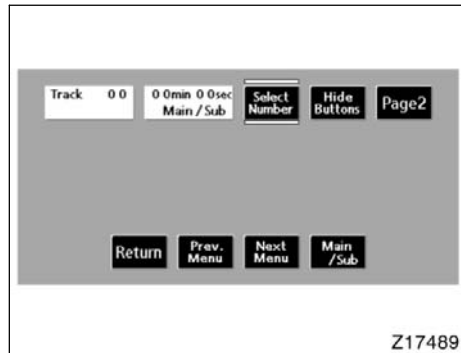 Track 0 0
0 0min 0 0sec
Main / Sub
Select
Number
Hide
Buttons
Page2
Return
Prev.
Menu
Next
Menu
Main
/Sub
Z17489